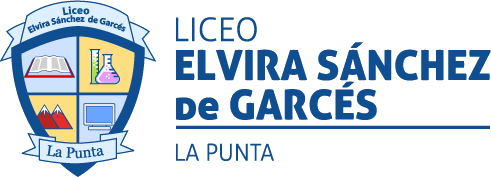 Liceo
Elvira Sánchez de Garcés
La Punta
LICEO
ELVIRA SÁNCHEZ
de GARCÉS
LA PUNTA